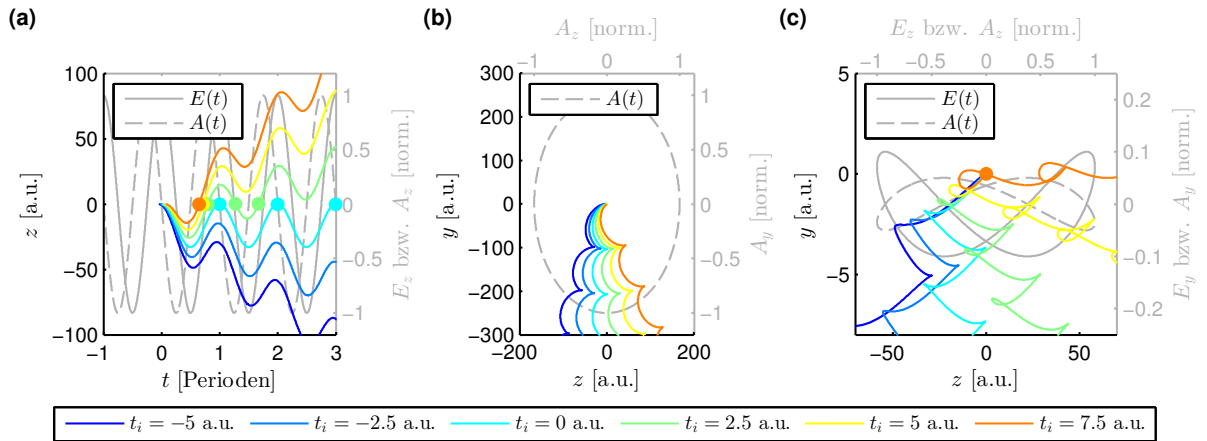 (a)
E(t)
A(t)
z [a.u.]
100
50
0
−50
−100
−1
0
1
2
3
t [Perioden]
1
0.5
0
−0.5
−1
E_z bzw. A_z [norm.]
(b)
A_z [norm.]
−1
0
1
A(t)
y [a.u.]
300
200
100
0
−100
−200
−300
−200
0
200
z [a.u.]
1
0.5
0
−0.5
−1
A_y [norm.]
(c)
E_z bzw. A_z [norm.]
−1
−0.5
0
0.5
1
E(t)
A(t)
y [a.u.]
5
0
−5
−50
0
50
z [a.u.]
0.2
0.1
0
−0.1
−0.2
E_y bzw. A_y [norm.]
t_i = −5 a.u.
t_i = −2.5 a.u.
t_i = 0 a.u.
t_i = 2.5 a.u.
t_i = 5 a.u.
t_i = 7.5 a.u.